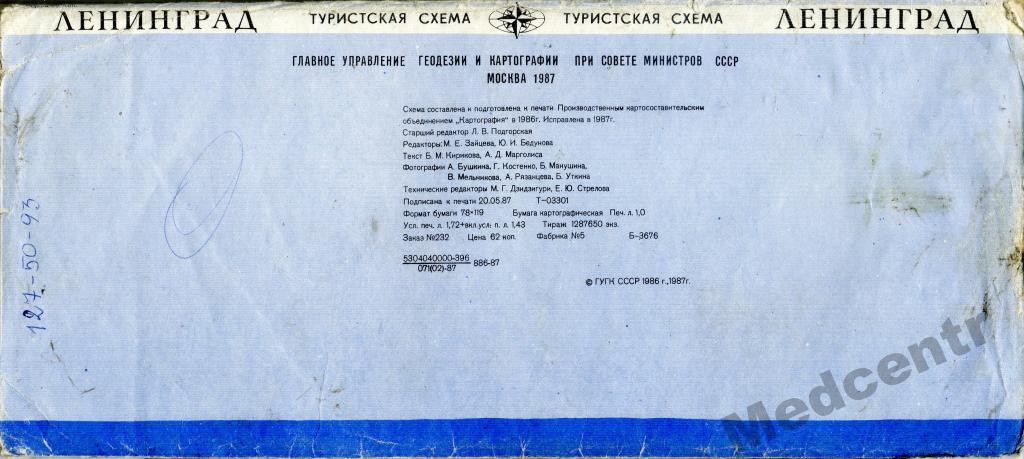 ЛЕНИНГРАД ТУРИСТСКАЯ СХЕМА ТУРИСТСКАЯ СХЕМА ЛЕНИНГРАД
ГЛАВНОЕ УПРАВЛЕНИЕ ГЕОДЕЗИИ И КАРТОГРАФИИ ПРИ СОВЕТЕ МИНИСТРОВ СССР
МОСКВА 1987
Схема составлена и подготовлена к печати Производственным картосоставительским
объединением „Картография" в 1986г. Исправлена в 1987г.
Старший редактор Л. В. Подгорская
Редакторы: М. Е. Зайцева, Ю. И. Бедунова
Текст Б. М. Кирикова, А. Д. Марголиса
Фотографии А. Бушкина, Г. Костенко, Б. Манушина,
В. Мельникова, А. Рязанцева, Б. Уткина
Технические редакторы М. Г. Дзидзигури, Е. Ю. Стрелова
Подписана к печати 20.05.87 Т-03301
Формат бумаги 78×119 Бумага картографическая Печ. л. 1,0
Усл. печ. л. 1,72+вкл.усл. п. л. 1,43 Тираж 1287650 экз.
Заказ №232 Цена 62 коп. Фабрика №5 Б-3676
5304040000-396
071(02)-87
886-87
© ГУГК СССР 1986 г.,1987г.
127-50-93
Medcentr